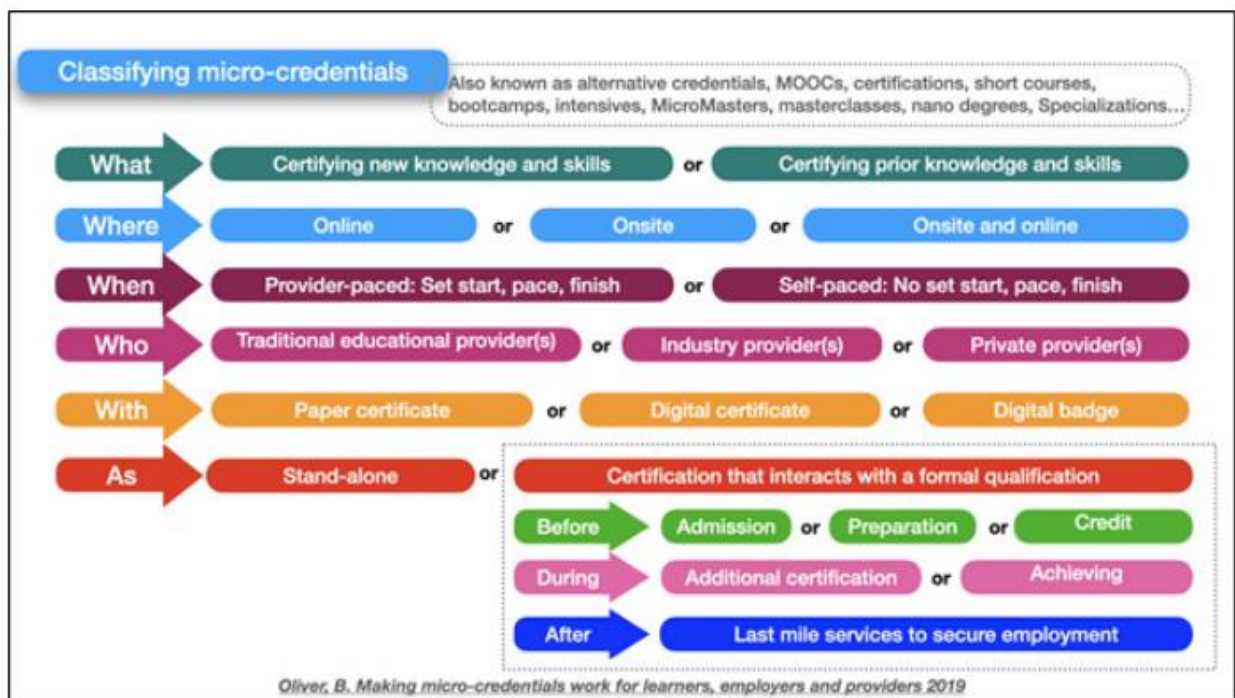 Classifying micro-credentials
Also known as alternative credentials, MOOCs, certifications, short courses,
bootcamps, intensives, MicroMasters, masterclasses, nano degrees, Specializations...
What Certifying new knowledge and skills or Certifying prior knowledge and skills
Where Online or Onsite or Onsite and online
When Provider-paced: Set start, pace, finish or Self-paced: No set start, pace, finish
Who Traditional educational provider(s) or Industry provider(s) or Private provider(s)
With Paper certificate or Digital certificate or Digital badge
As Stand-alone or Certification that interacts with a formal qualification
Before Admission or Preparation or Credit
During Additional certification or Achieving
After Last mile services to secure employment
Oliver, B. Making micro-credentials work for learners, employers and providers 2019